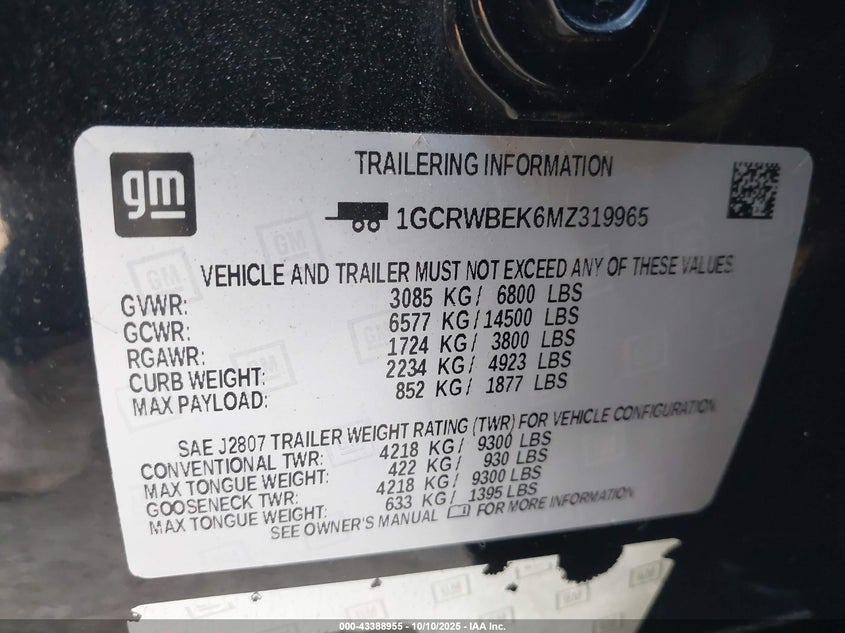 gm
TRAILERING INFORMATION
1GCRWBEK6MZ319965
VEHICLE AND TRAILER MUST NOT EXCEED ANY OF THESE VALUES.
GVWR: 3085 KG/ 6800 LBS
GCWR: 6577 KG/14500 LBS
RGAWR: 1724 KG/ 3800 LBS
CURB WEIGHT: 2234 KG/ 4923 LBS
MAX PAYLOAD: 852 KG/ 1877 LBS
SAE J2807 TRAILER WEIGHT RATING (TWR) FOR VEHICLE CONFIGURATION
CONVENTIONAL TWR: 4218 KG/ 9300 LBS
MAX TONGUE WEIGHT: 422 KG/ 930 LBS
GOOSENECK TWR: 4218 KG/ 9300 LBS
MAX TONGUE WEIGHT: 633 KG/ 1395 LBS
SEE OWNER'S MANUAL FOR MORE INFORMATION
000-43388955 - 10/10/2025 - IAA Inc.